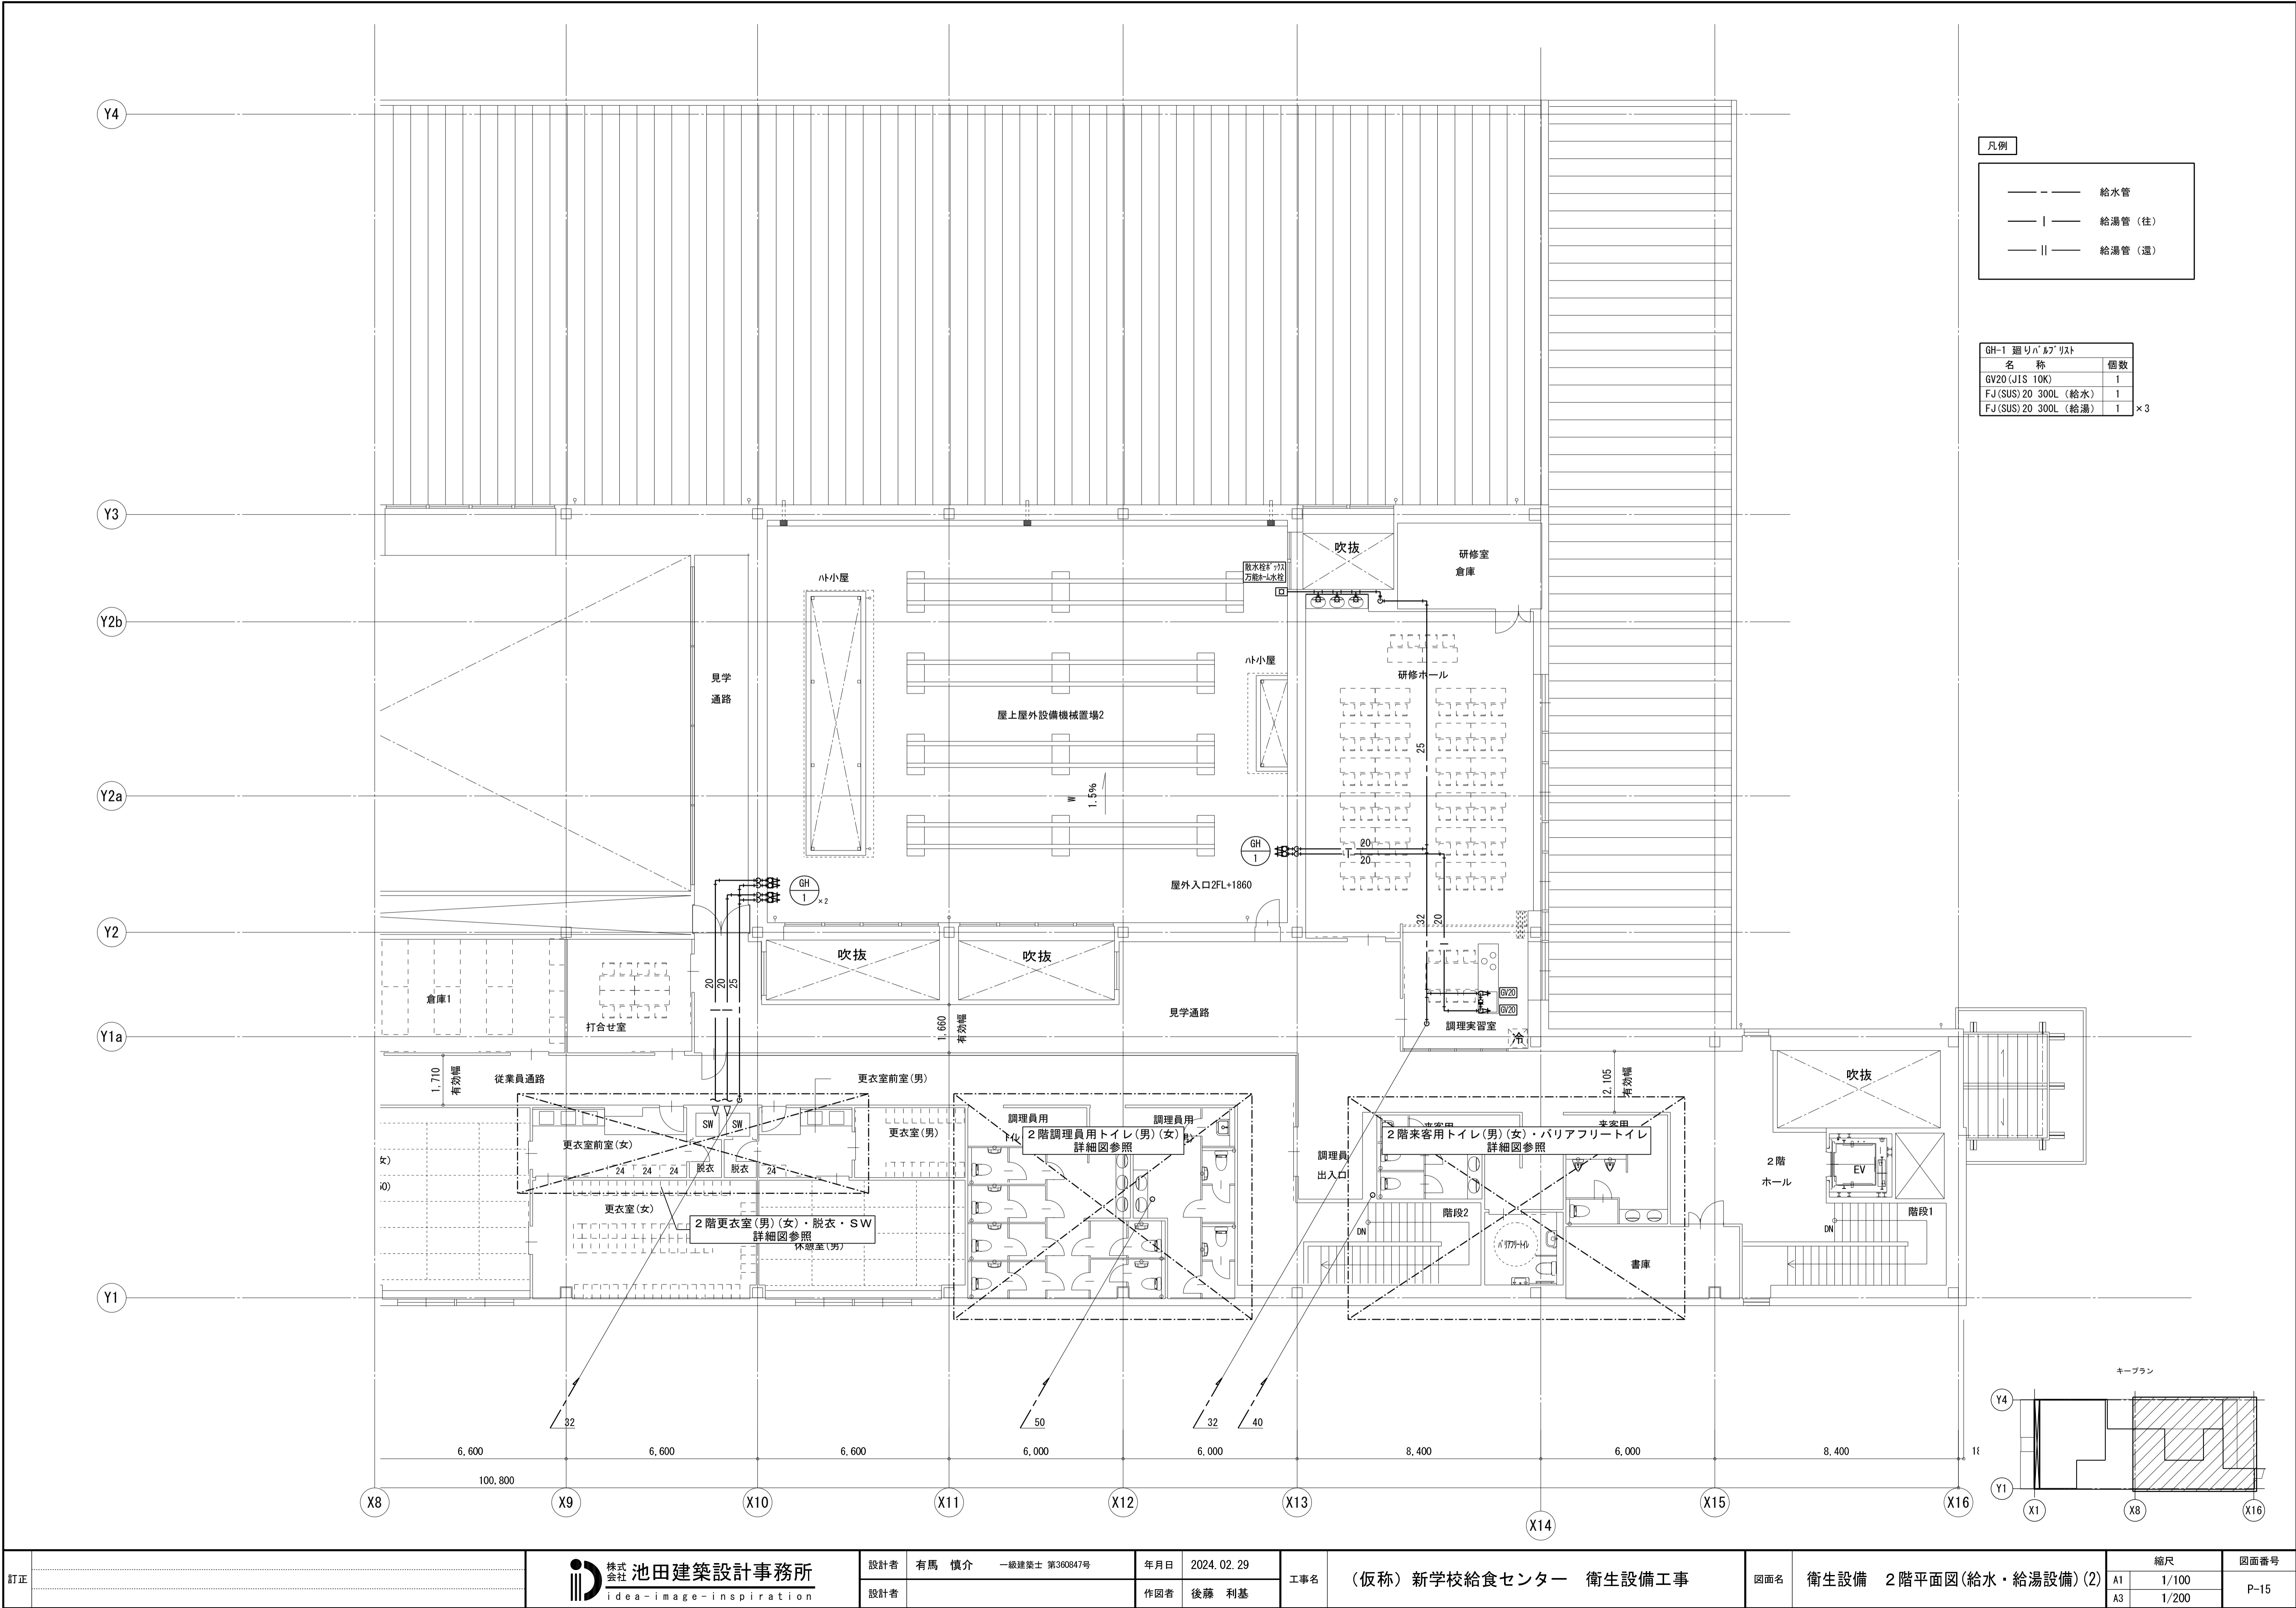 Y4
凡例
給水管
給湯管（往）
給湯管（還）
GH-1 廻りﾊﾞﾙﾌﾞﾘｽﾄ
名　称　個数
GV20(JIS 10K)　1
FJ(SUS)20 300L（給水）　1
FJ(SUS)20 300L（給湯）　1　×3
Y3
吹抜
研修室
倉庫
ﾊﾄ小屋
散水栓ﾎﾞｯｸｽ
万能ﾎｰﾑ水栓
Y2b
ﾊﾄ小屋
見学
通路
研修ホール
屋上屋外設備機械置場2
25
Y2a
W
1.5%
GH
1
20
20
GH
1
×2
屋外入口2FL+1860
32
20
Y2
吹抜
吹抜
20
20
25
倉庫1
打合せ室
見学通路
1,660
有効幅
GV20
GV20
調理実習室
冷
Y1a
1,710
有効幅
従業員通路
更衣室前室(男)
2,105
有効幅
吹抜
SW
SW
更衣室前室(女)
更衣室(男)
調理員用
調理員用
2階調理員用トイレ(男)(女)
詳細図参照
来客用
来客用
2階来客用トイレ(男)(女)・バリアフリートイレ
詳細図参照
調理員
出入口
女)
24
24
24
脱衣
脱衣
24
2階
ホール
EV
更衣室(女)
2階更衣室(男)(女)・脱衣・SW
詳細図参照
休憩室(男)
階段2
DN
ﾊﾞﾘｱﾌﾘｰﾄｲﾚ
書庫
階段1
DN
Y1
32
50
32
40
6,600
6,600
6,600
6,000
6,000
8,400
6,000
8,400
100,800
X8
X9
X10
X11
X12
X13
X14
X15
X16
キープラン
Y4
Y1
X1
X8
X16
訂正
株式会社 池田建築設計事務所
idea-image-inspiration
設計者　有馬　慎介　一級建築士 第360847号
設計者
年月日　2024.02.29
作図者　後藤　利基
工事名　（仮称）新学校給食センター　衛生設備工事
図面名　衛生設備　２階平面図(給水・給湯設備)(2)
縮尺
A1　1/100
A3　1/200
図面番号
P-15